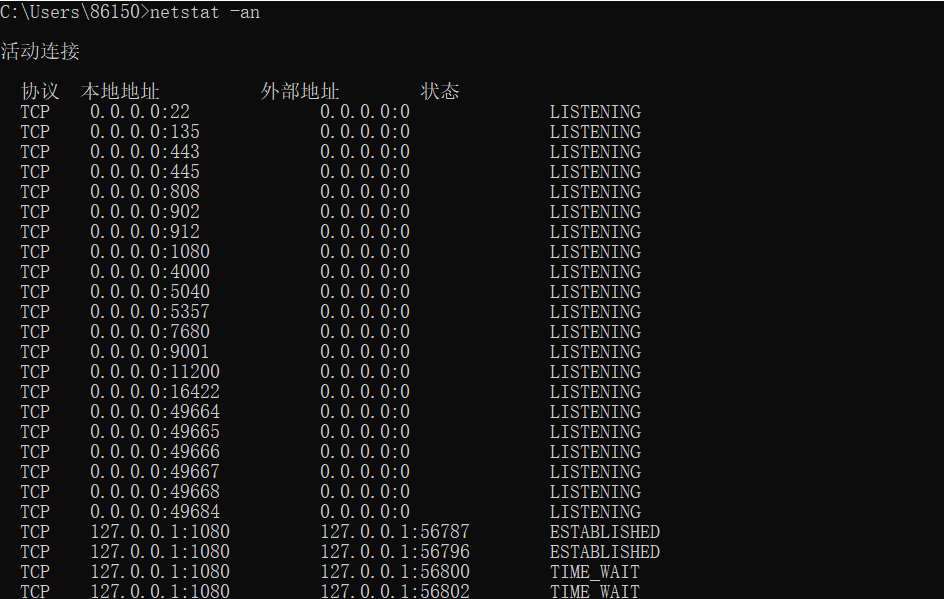 C:\Users\86150>netstat -an
活动连接
协议 本地地址 外部地址 状态
TCP 0.0.0.0:22 0.0.0.0:0 LISTENING
TCP 0.0.0.0:135 0.0.0.0:0 LISTENING
TCP 0.0.0.0:443 0.0.0.0:0 LISTENING
TCP 0.0.0.0:445 0.0.0.0:0 LISTENING
TCP 0.0.0.0:808 0.0.0.0:0 LISTENING
TCP 0.0.0.0:902 0.0.0.0:0 LISTENING
TCP 0.0.0.0:912 0.0.0.0:0 LISTENING
TCP 0.0.0.0:1080 0.0.0.0:0 LISTENING
TCP 0.0.0.0:4000 0.0.0.0:0 LISTENING
TCP 0.0.0.0:5040 0.0.0.0:0 LISTENING
TCP 0.0.0.0:5357 0.0.0.0:0 LISTENING
TCP 0.0.0.0:7680 0.0.0.0:0 LISTENING
TCP 0.0.0.0:9001 0.0.0.0:0 LISTENING
TCP 0.0.0.0:11200 0.0.0.0:0 LISTENING
TCP 0.0.0.0:16422 0.0.0.0:0 LISTENING
TCP 0.0.0.0:49664 0.0.0.0:0 LISTENING
TCP 0.0.0.0:49665 0.0.0.0:0 LISTENING
TCP 0.0.0.0:49666 0.0.0.0:0 LISTENING
TCP 0.0.0.0:49667 0.0.0.0:0 LISTENING
TCP 0.0.0.0:49668 0.0.0.0:0 LISTENING
TCP 0.0.0.0:49684 0.0.0.0:0 LISTENING
TCP 127.0.0.1:1080 127.0.0.1:56787 ESTABLISHED
TCP 127.0.0.1:1080 127.0.0.1:56796 ESTABLISHED
TCP 127.0.0.1:1080 127.0.0.1:56800 TIME_WAIT
TCP 127.0.0.1:1080 127.0.0.1:56802 TIME_WAIT